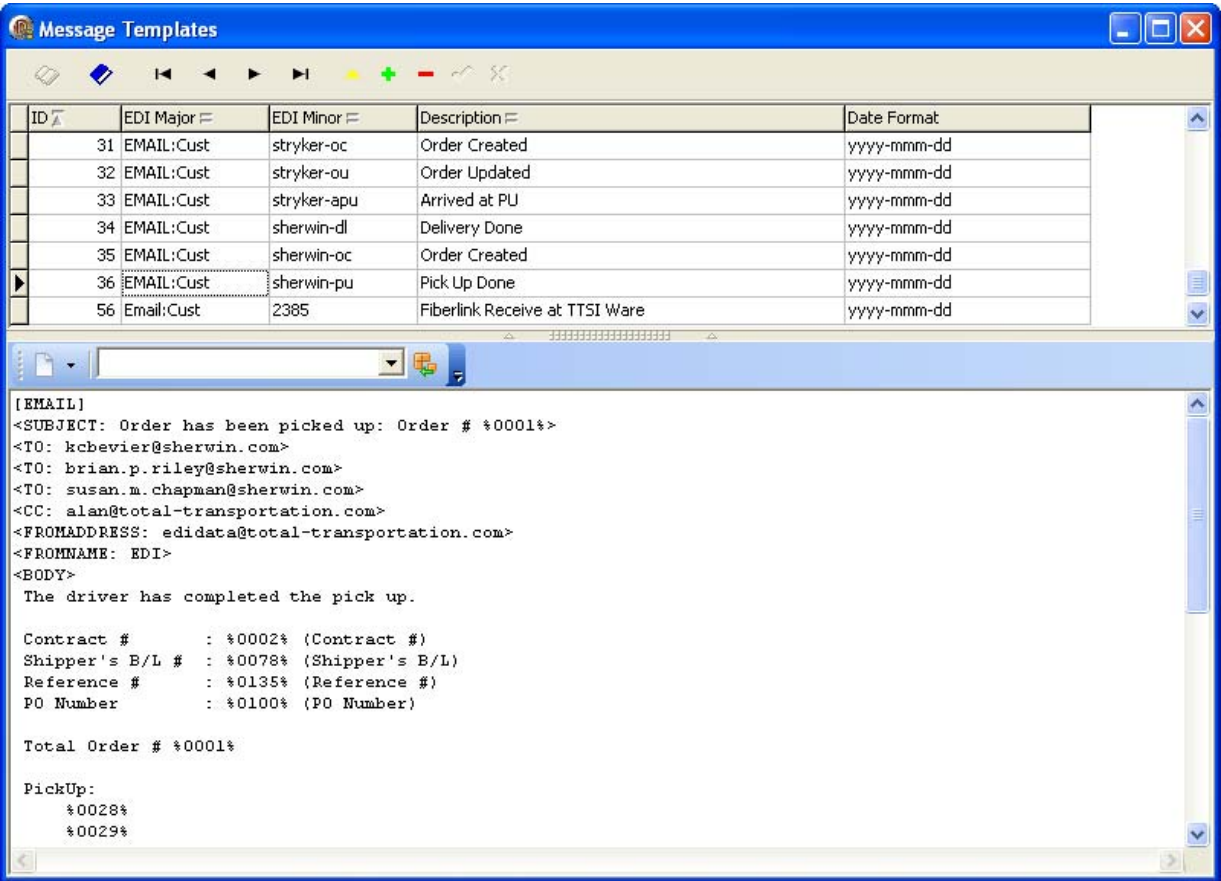 Message Templates
ID EDI Major EDI Minor Description Date Format
31 EMAIL:Cust stryker-oc Order Created yyyy-mmm-dd
32 EMAIL:Cust stryker-ou Order Updated yyyy-mmm-dd
33 EMAIL:Cust stryker-apu Arrived at PU yyyy-mmm-dd
34 EMAIL:Cust sherwin-dl Delivery Done yyyy-mmm-dd
35 EMAIL:Cust sherwin-oc Order Created yyyy-mmm-dd
36 EMAIL:Cust sherwin-pu Pick Up Done yyyy-mmm-dd
56 Email:Cust 2385 Fiberlink Receive at TTSI Ware yyyy-mmm-dd
[EMAIL]
<SUBJECT: Order has been picked up: Order # %0001%>
<TO: kcbevier@sherwin.com>
<TO: brian.p.riley@sherwin.com>
<TO: susan.m.chapman@sherwin.com>
<CC: alan@total-transportation.com>
<FROMADDRESS: edidata@total-transportation.com>
<FROMNAME: EDI>
<BODY>
The driver has completed the pick up.
Contract # : %0002% (Contract #)
Shipper's B/L # : %0078% (Shipper's B/L)
Reference # : %0135% (Reference #)
PO Number : %0100% (PO Number)
Total Order # %0001%
PickUp:
%0028%
%0029%